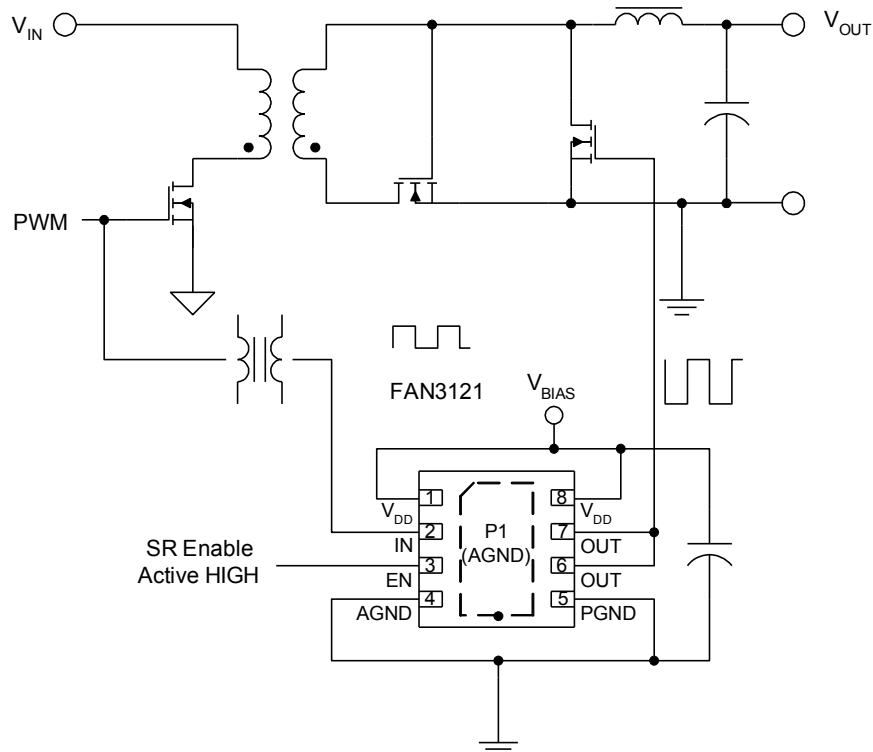 V_IN
V_OUT
PWM
FAN3121
V_BIAS
1
8
V_DD
V_DD
P1
(AGND)
2
7
IN
OUT
SR Enable
Active HIGH
3
6
EN
OUT
4
5
AGND
PGND